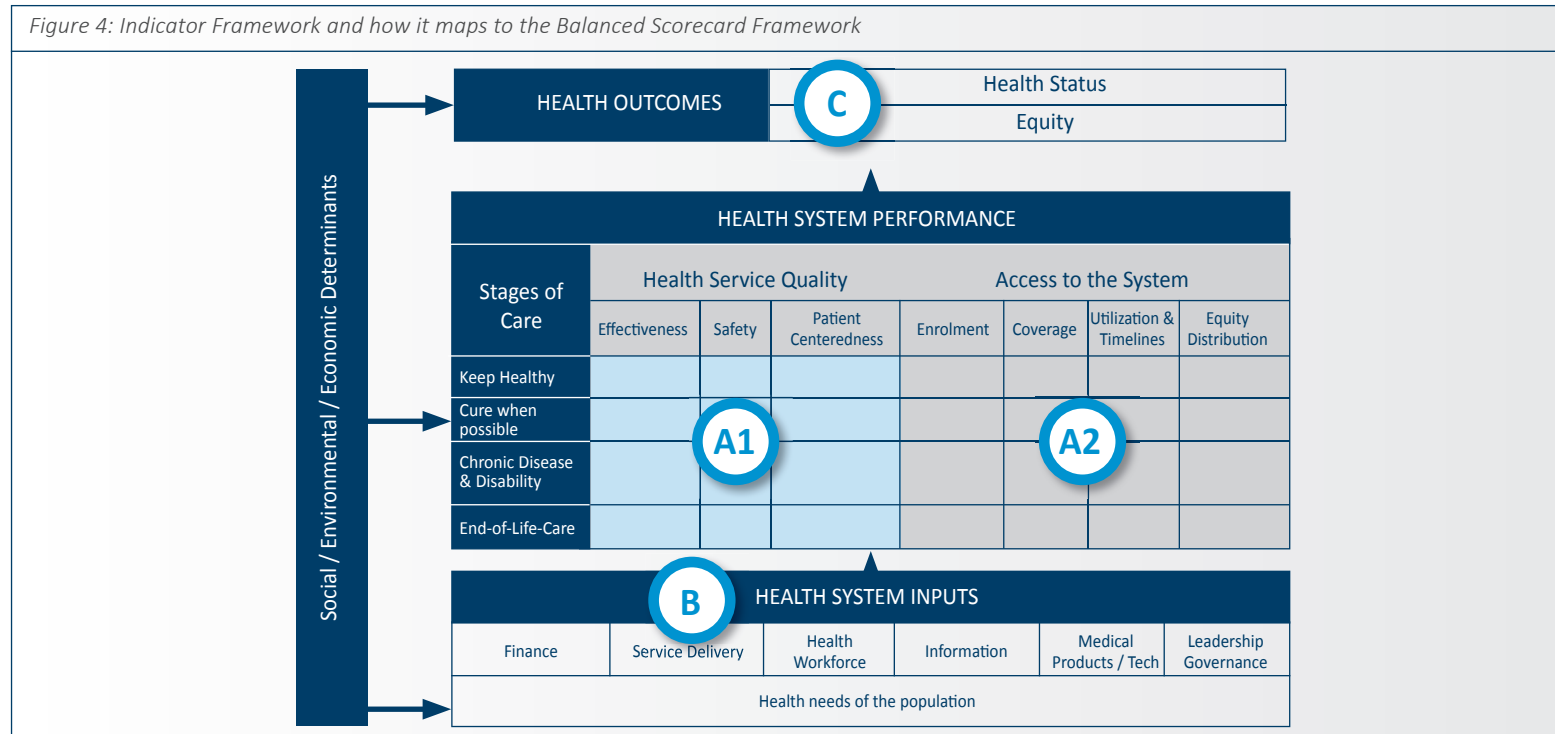 Figure 4: Indicator Framework and how it maps to the Balanced Scorecard Framework
Social / Environmental / Economic Determinants
HEALTH OUTCOMES
C
Health Status
Equity
HEALTH SYSTEM PERFORMANCE
Stages of
Care
Health Service Quality
Access to the System
Effectiveness
Safety
Patient
Centeredness
Enrolment
Coverage
Utilization &
Timelines
Equity
Distribution
Keep Healthy
Cure when
possible
Chronic Disease
& Disability
End-of-Life-Care
A1
A2
B
HEALTH SYSTEM INPUTS
Finance
Service Delivery
Health
Workforce
Information
Medical
Products / Tech
Leadership
Governance
Health needs of the population